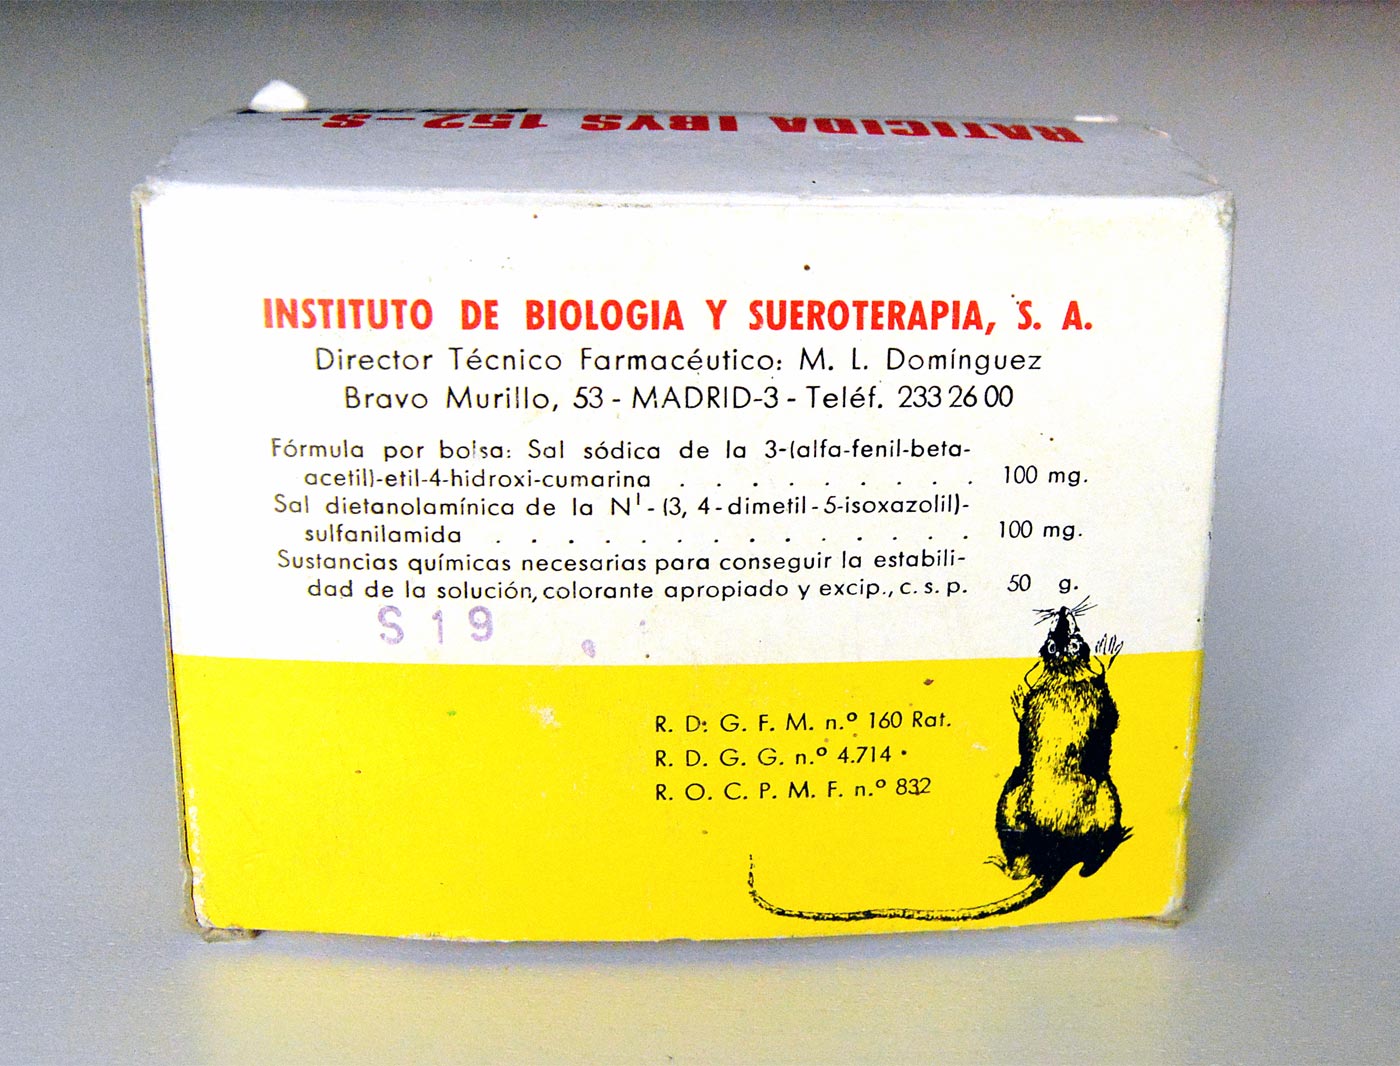 RATICIDA IBYS 152-S-
INSTITUTO DE BIOLOGIA Y SUEROTERAPIA, S. A.
Director Técnico Farmacéutico: M. L. Domínguez
Bravo Murillo, 53 - MADRID-3 - Teléf. 233 26 00
Fórmula por bolsa: Sal sódica de la 3-(alfa-fenil-beta-
acetil)-etil-4-hidroxi-cumarina . . . . . . . . . 100 mg.
Sal dietanolamínica de la N¹-(3, 4-dimetil-5-isoxazolil)-
sulfanilamida . . . . . . . . . . . . . 100 mg.
Sustancias químicas necesarias para conseguir la estabili-
dad de la solución, colorante apropiado y excip., c. s. p. 50 g.
S 19
R. D. G. F. M. n.º 160 Rat.
R. D. G. G. n.º 4.714
R. O. C. P. M. F. n.º 832